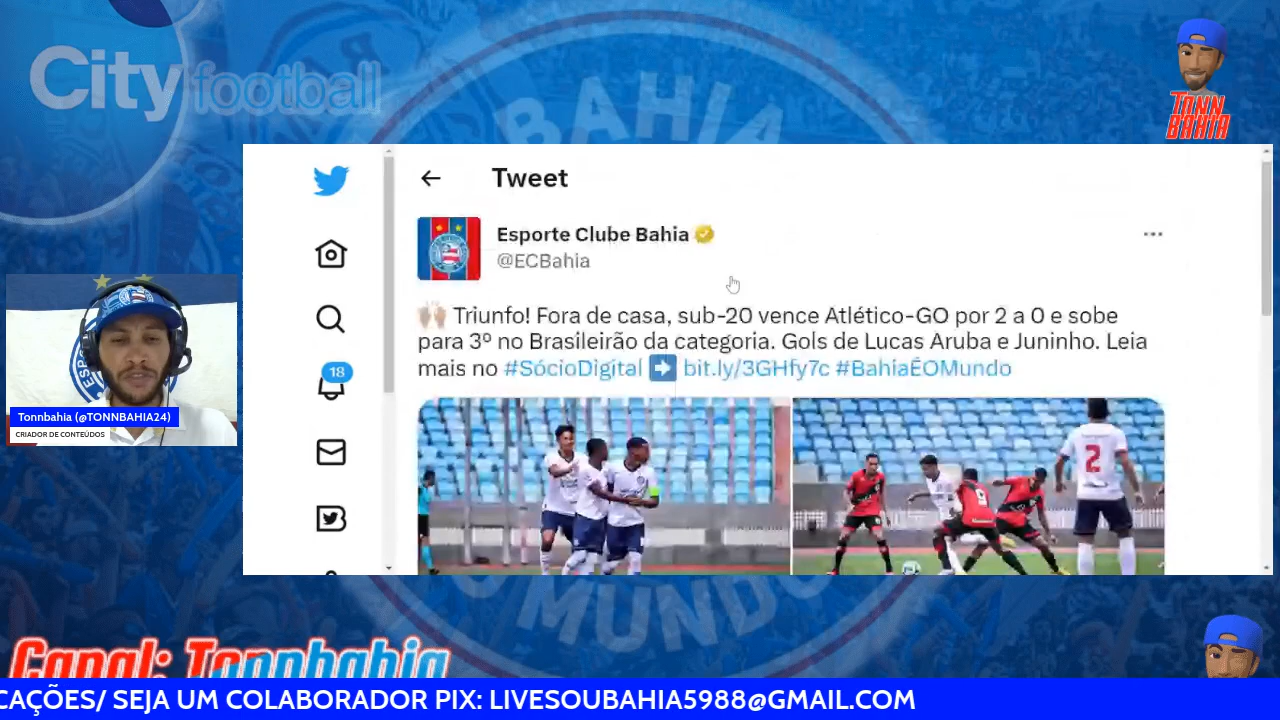 City football
BAHIA
TONN
BAHIA
Tweet
Esporte Clube Bahia
@ECBahia
Triunfo! Fora de casa, sub-20 vence Atlético-GO por 2 a 0 e sobe
para 3º no Brasileirão da categoria. Gols de Lucas Aruba e Juninho. Leia
mais no #SócioDigital bit.ly/3GHfy7c #BahiaÉOMundo
18
Tonnbahia (@TONNBAHIA24)
CRIADOR DE CONTEÚDOS
2
9
O MUNDO
Canal: Tonnbahia
CAÇÕES/ SEJA UM COLABORADOR PIX: LIVESOUBAHIA5988@GMAIL.COM